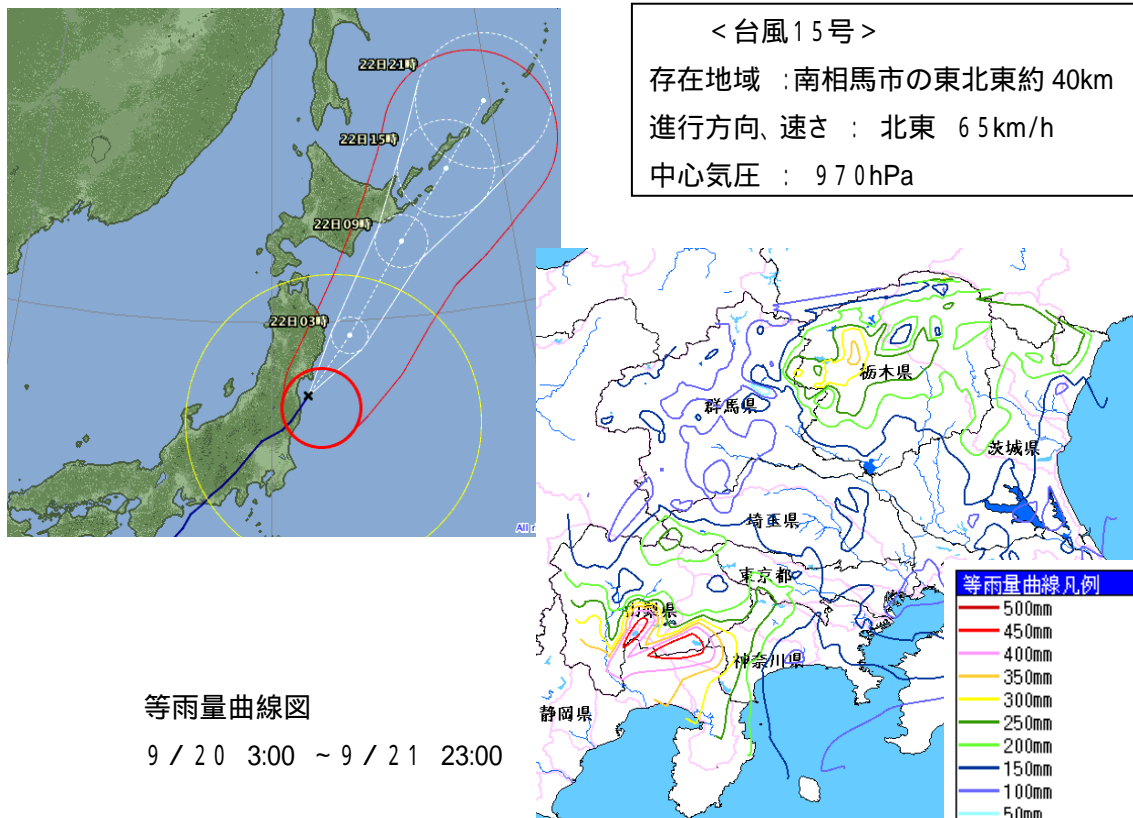 <台風15号>
存在地域 :南相馬市の東北東約 40km
進行方向、速さ : 北東 65km/h
中心気圧 : 970hPa
22日21時
22日15時
22日09時
22日03時
栃木県
群馬県
茨城県
埼玉県
東京都
神奈川県
静岡県
等雨量曲線凡例
500mm
450mm
400mm
350mm
300mm
250mm
200mm
150mm
100mm
50mm
等雨量曲線図
9/20 3:00 ~9/21 23:00